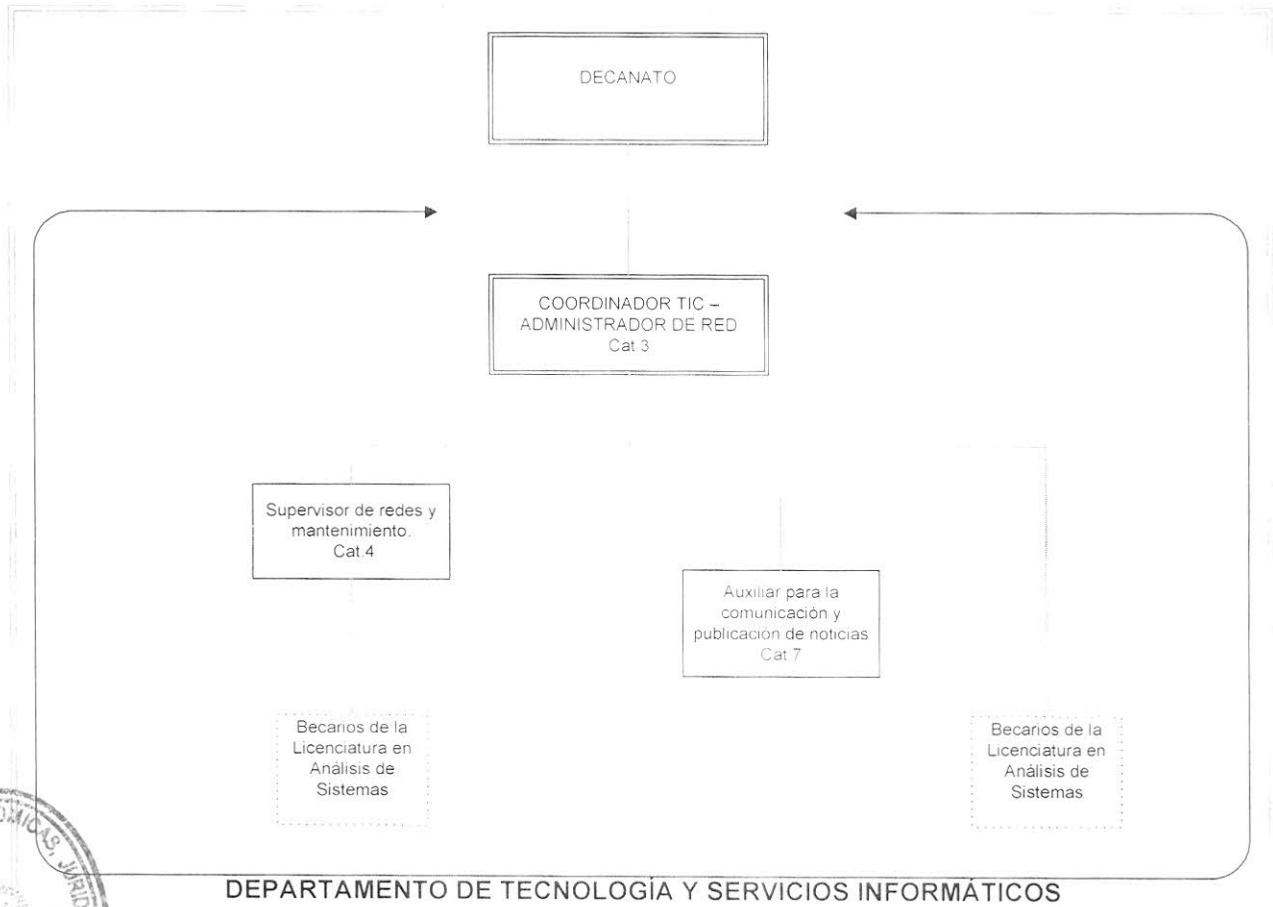 DECANATO
COORDINADOR TIC –
ADMINISTRADOR DE RED
Cat 3
Supervisor de redes y
mantenimiento.
Cat.4
Auxiliar para la
comunicación y
publicación de noticias
Cat 7
Becarios de la
Licenciatura en
Análisis de
Sistemas
Becarios de la
Licenciatura en
Análisis de
Sistemas
DEPARTAMENTO DE TECNOLOGÍA Y SERVICIOS INFORMÁTICOS